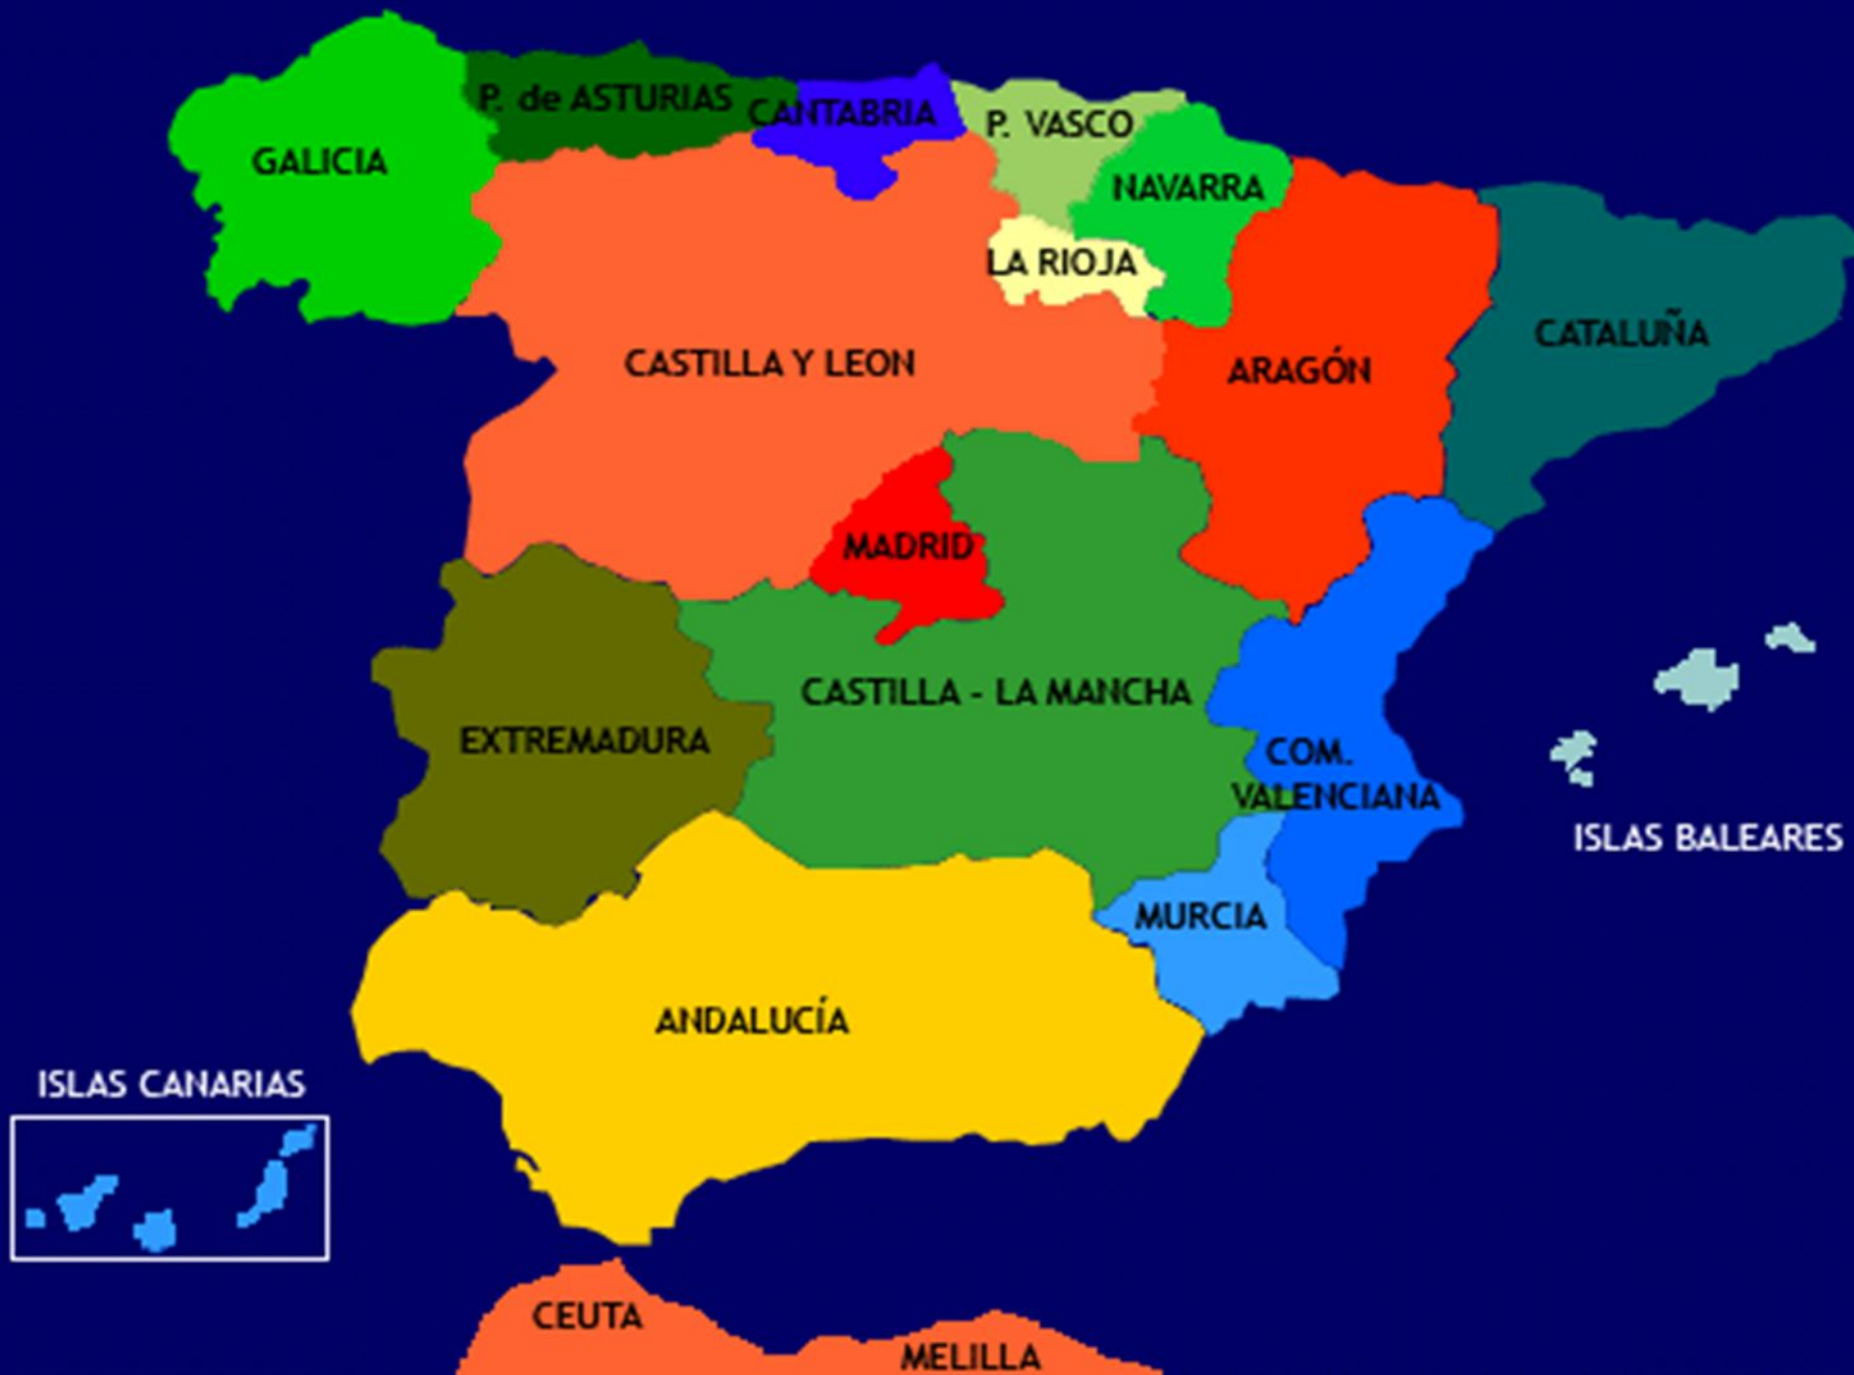 P. de ASTURIAS
CANTABRIA
P. VASCO
GALICIA
NAVARRA
LA RIOJA
CATALUÑA
CASTILLA Y LEON
ARAGÓN
MADRID
CASTILLA - LA MANCHA
EXTREMADURA
COM.
VALENCIANA
ISLAS BALEARES
MURCIA
ANDALUCÍA
ISLAS CANARIAS
CEUTA
MELILLA